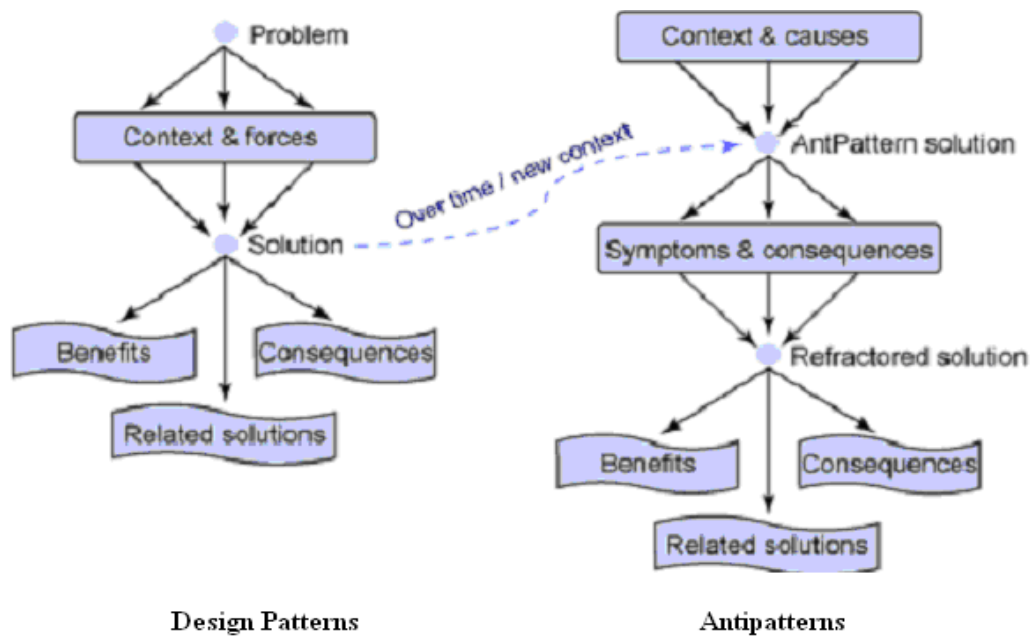 Problem
Context & forces
Solution
Benefits
Consequences
Related solutions
Over time / new context
Context & causes
AntPattern solution
Symptoms & consequences
Refractored solution
Benefits
Consequences
Related solutions
Design Patterns
Antipatterns